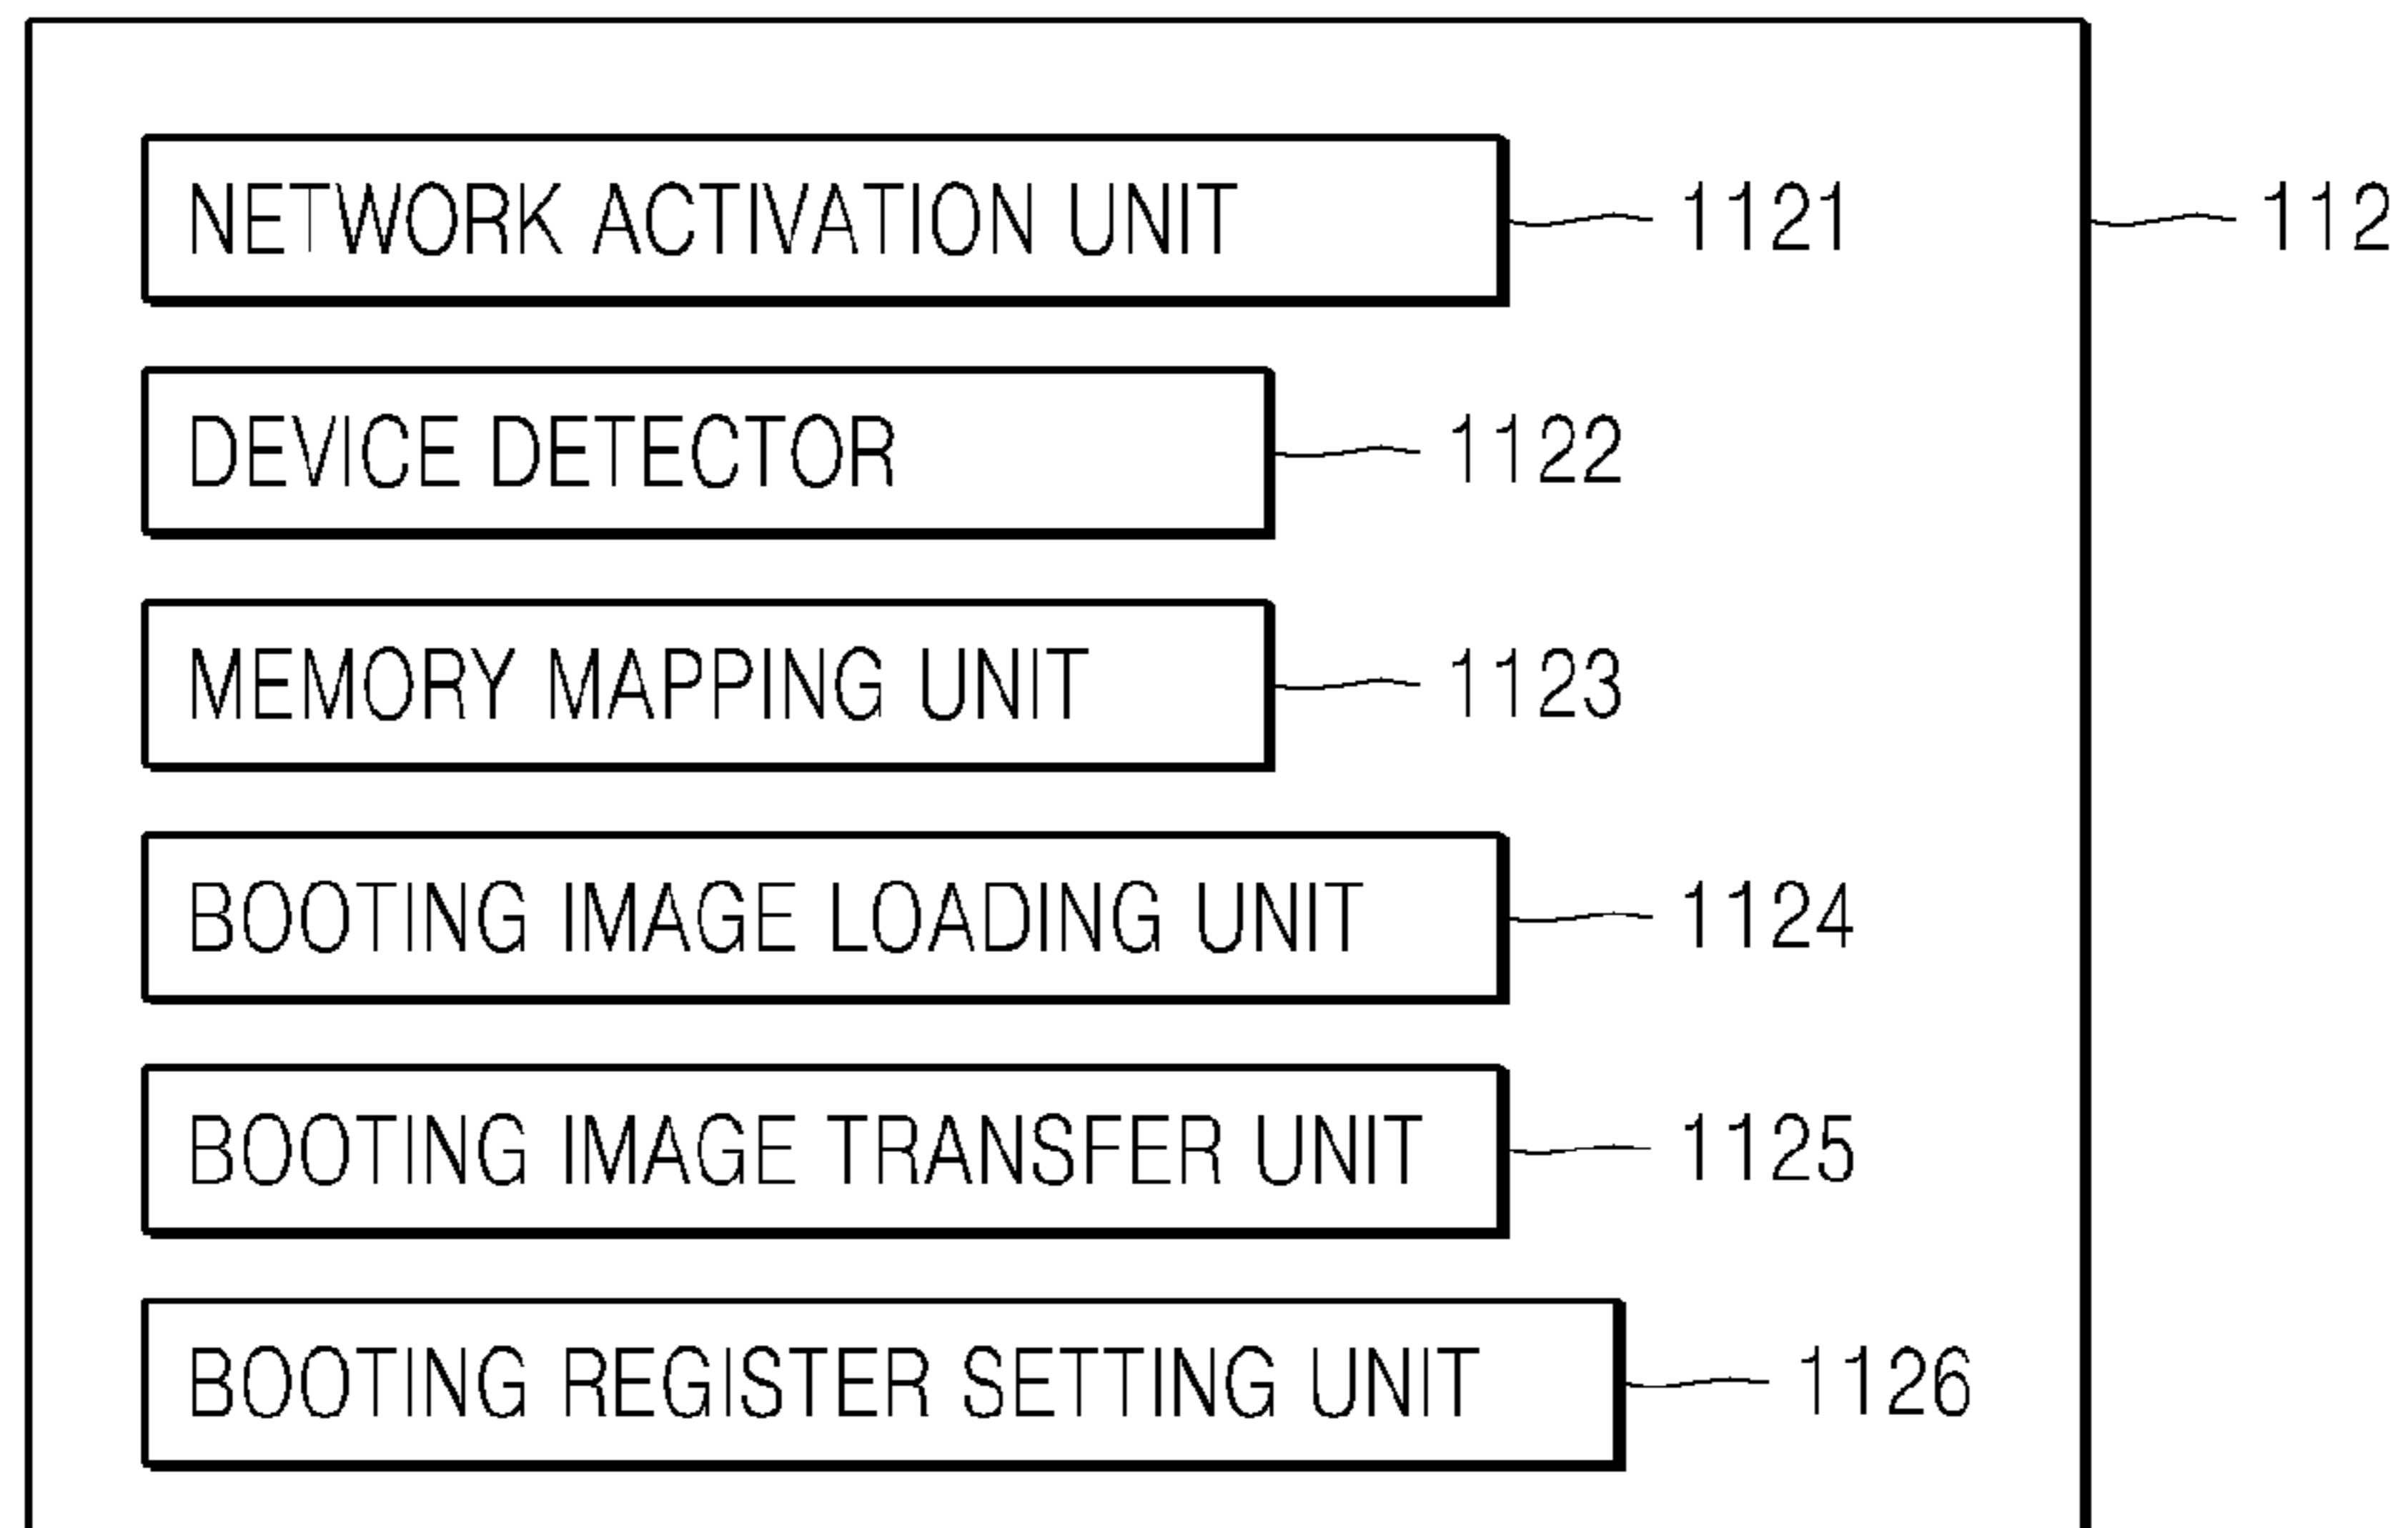 NETWORK ACTIVATION UNIT 1121 112
DEVICE DETECTOR 1122
MEMORY MAPPING UNIT 1123
BOOTING IMAGE LOADING UNIT 1124
BOOTING IMAGE TRANSFER UNIT 1125
BOOTING REGISTER SETTING UNIT 1126